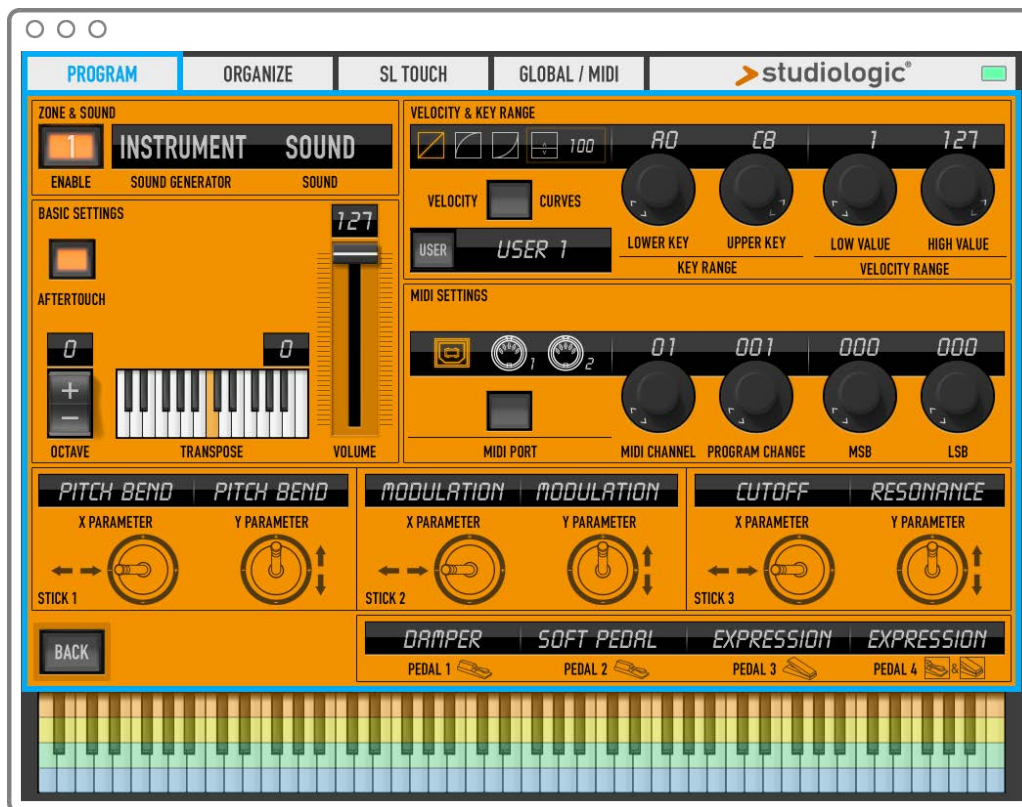 PROGRAM ORGANIZE SL TOUCH GLOBAL / MIDI studiologic®
ZONE & SOUND
1 INSTRUMENT SOUND
ENABLE SOUND GENERATOR SOUND
BASIC SETTINGS
127
AFTERTOUCH
0 0
+
−
OCTAVE TRANSPOSE VOLUME
VELOCITY & KEY RANGE
100 A0 C8 1 127
VELOCITY CURVES
LOWER KEY UPPER KEY LOW VALUE HIGH VALUE
USER USER 1
KEY RANGE VELOCITY RANGE
MIDI SETTINGS
1 2 01 001 000 000
MIDI PORT MIDI CHANNEL PROGRAM CHANGE MSB LSB
PITCH BEND PITCH BEND
X PARAMETER Y PARAMETER
STICK 1
MODULATION MODULATION
X PARAMETER Y PARAMETER
STICK 2
CUTOFF RESONANCE
X PARAMETER Y PARAMETER
STICK 3
BACK
DAMPER SOFT PEDAL EXPRESSION EXPRESSION
PEDAL 1 PEDAL 2 PEDAL 3 PEDAL 4 &